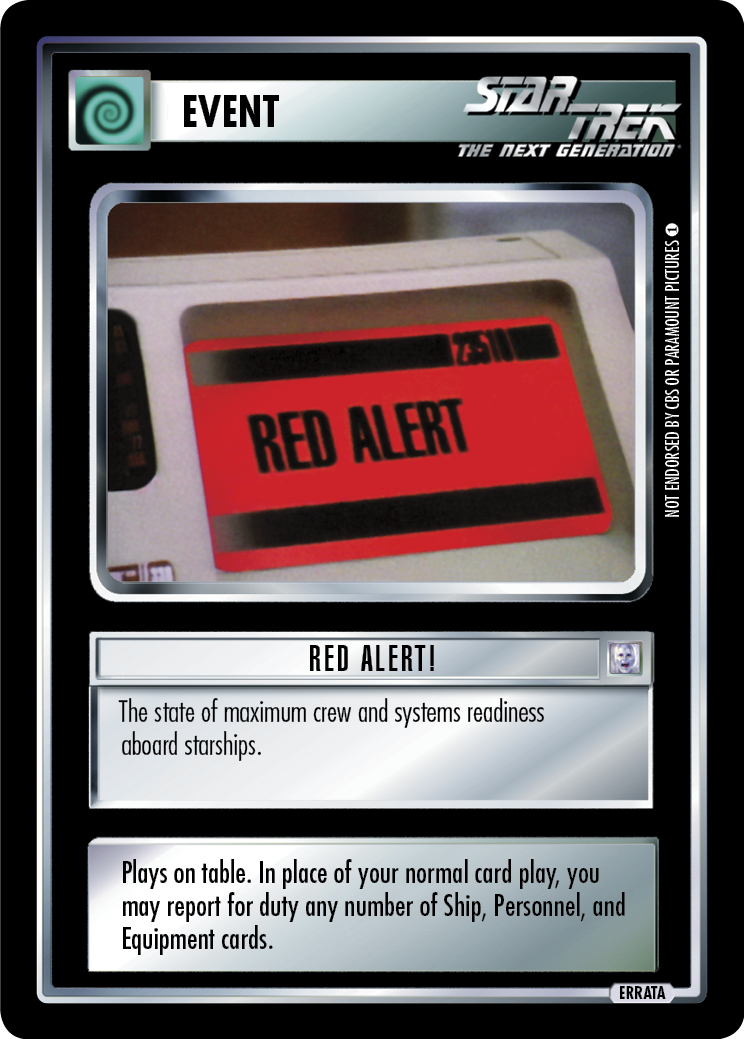 EVENT
STAR TREK
THE NEXT GENERATION
23510
RED ALERT
NOT ENDORSED BY CBS OR PARAMOUNT PICTURES 1
RED ALERT!
The state of maximum crew and systems readiness
aboard starships.
Plays on table. In place of your normal card play, you
may report for duty any number of Ship, Personnel, and
Equipment cards.
ERRATA